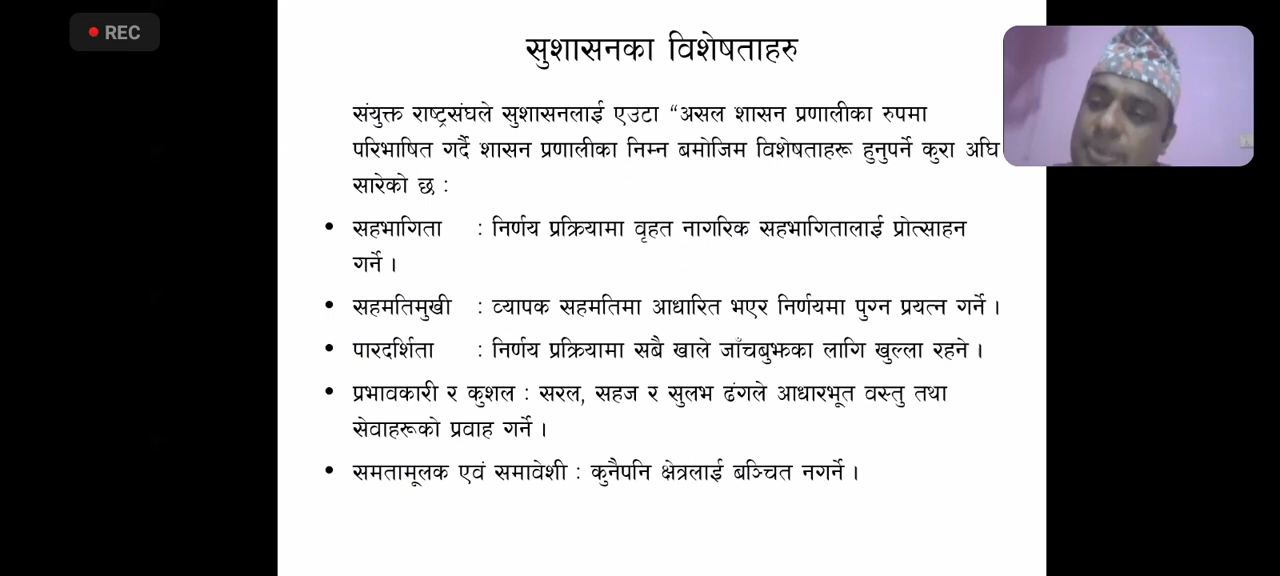 REC
सुशासनका विशेषताहरु
संयुक्त राष्ट्रसंघले सुशासनलाई एउटा “असल शासन प्रणालीका रुपमा
परिभाषित गर्दै शासन प्रणालीका निम्न बमोजिम विशेषताहरू हुनुपर्ने कुरा अघि
सारेको छ :
• सहभागिता : निर्णय प्रक्रियामा वृहत नागरिक सहभागितालाई प्रोत्साहन
गर्ने ।
• सहमतिमुखी : व्यापक सहमतिमा आधारित भएर निर्णयमा पुग्न प्रयत्न गर्ने ।
• पारदर्शिता : निर्णय प्रक्रियामा सबै खाले जाँचबुझका लागि खुल्ला रहने ।
• प्रभावकारी र कुशल : सरल, सहज र सुलभ ढंगले आधारभूत वस्तु तथा
सेवाहरूको प्रवाह गर्ने ।
• समतामूलक एवं समावेशी : कुनैपनि क्षेत्रलाई बञ्चित नगर्ने ।